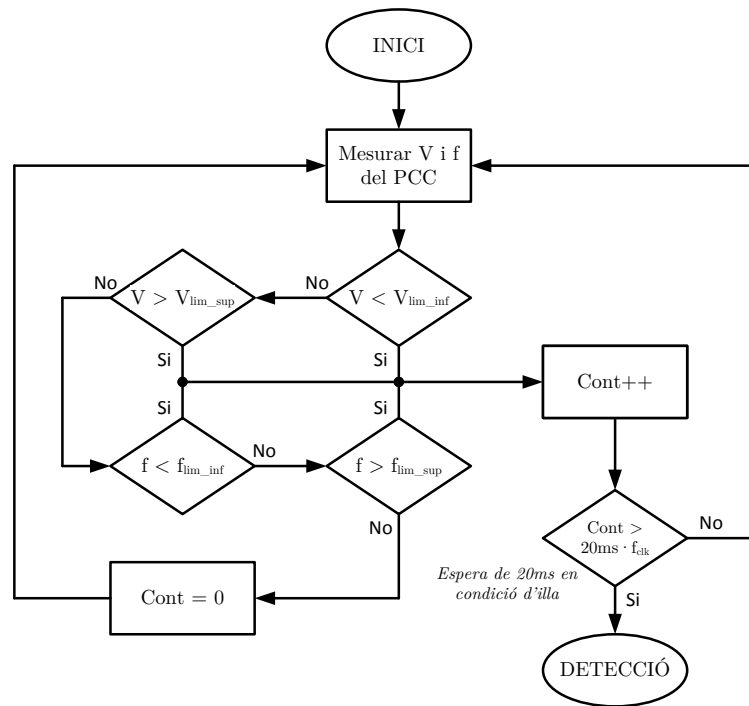 INICI
Mesurar V i f
del PCC
No
V > Vlim_sup
No
V < Vlim_inf
Si
Si
Cont++
Si
Si
f < flim_inf
No
f > flim_sup
No
Cont >
20ms · fclk
No
Espera de 20ms en
condició d'illa
Cont = 0
Si
DETECCIÓ